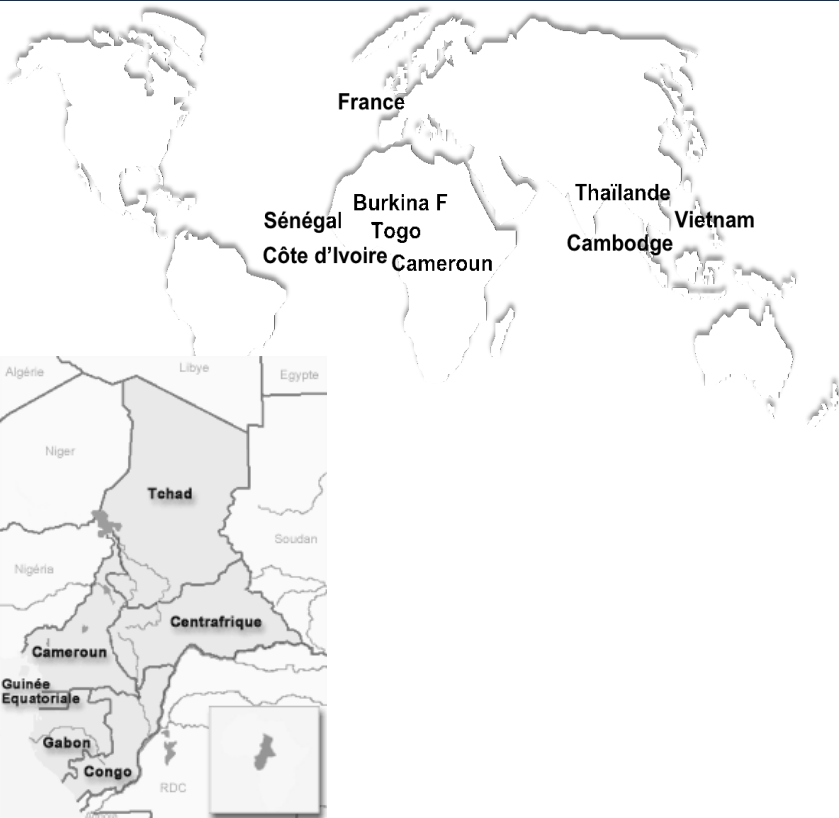 France
Burkina F
Thaïlande
Sénégal
Vietnam
Togo
Cambodge
Côte d'Ivoire
Cameroun
Algérie
Libye
Egypte
Niger
Tchad
Soudan
Nigéria
Centrafrique
Cameroun
Guinée
Equatoriale
Gabon
Congo
RDC